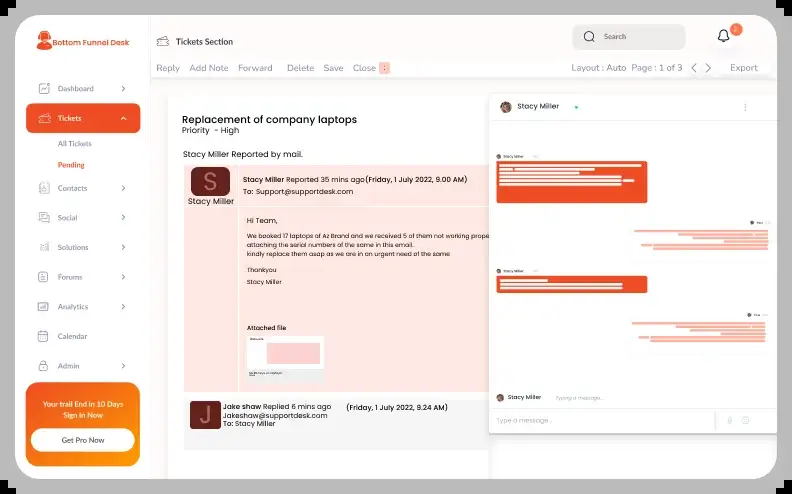 Bottom Funnel Desk
Dashboard
Tickets
All Tickets
Pending
Contacts
Social
Solutions
Forums
Analytics
Calendar
Admin
Your trail End in 10 Days
Sign In Now
Get Pro Now
Tickets Section
Search
2
Reply Add Note Forward Delete Save Close :
Layout : Auto Page : 1 of 3 Export
Replacement of company laptops
Priority - High
Stacy Miller Reported by mail.
S
Stacy Miller
Stacy Miller Reported 35 mins ago(Friday, 1 July 2022, 9.00 AM)
To: Support@supportdesk.com
Hi Team,
We booked 17 laptops of Az Brand and we received 5 of them not working prope
attaching the serial numbers of the same in this email.
kindly replace them asap as we are in an urgent need of the same
Thankyou
Stacy Miller
Attached file
J
Jake shaw Replied 6 mins ago (Friday, 1 July 2022, 9.24 AM)
Jakeshaw@supportdesk.com
To: Stacy Miller
Stacy Miller
Stacy Miller
You
Stacy Miller
You
Stacy Miller Typing a message...
Type a message...